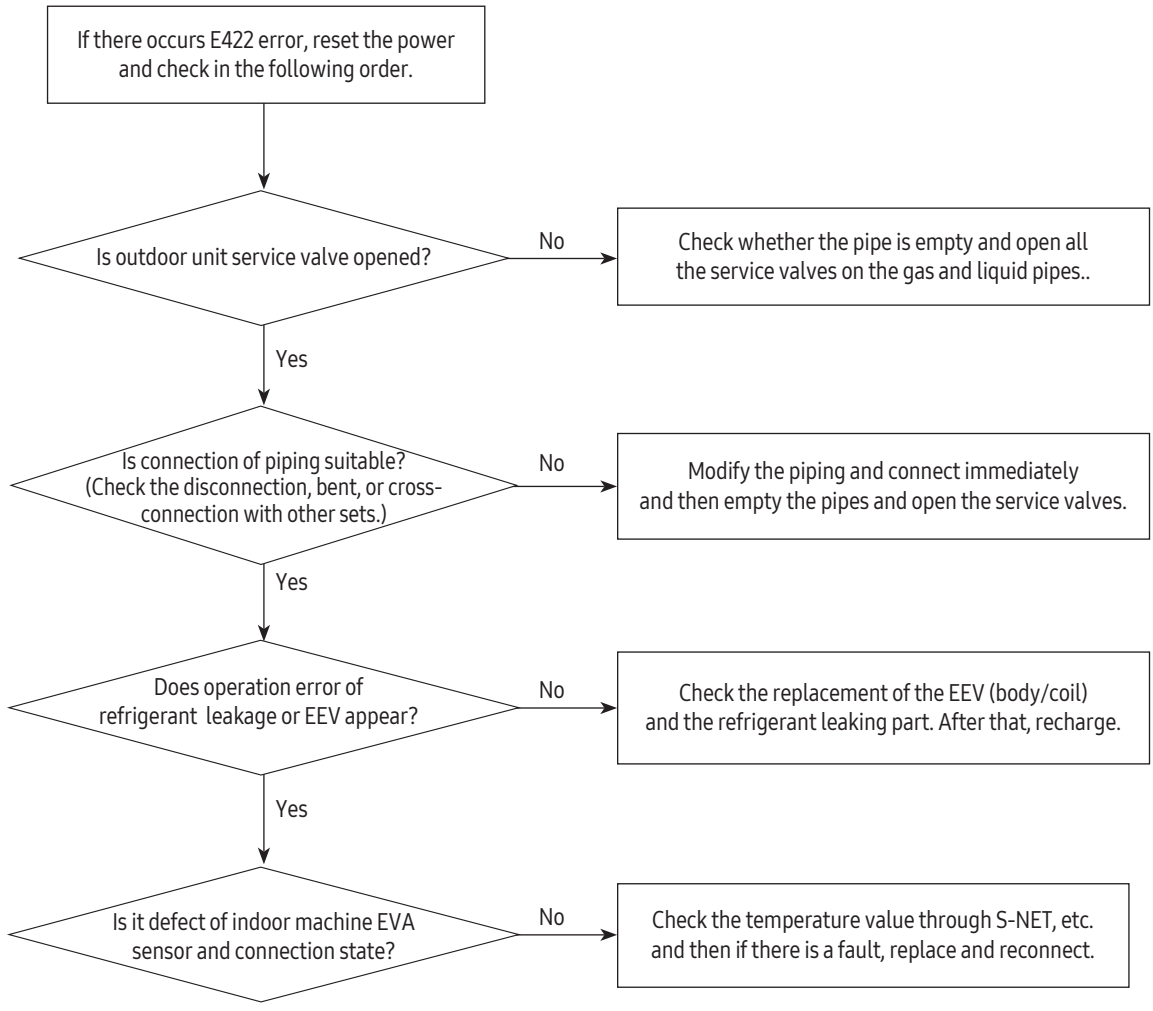 If there occurs E422 error, reset the power
and check in the following order.
Is outdoor unit service valve opened?
No
Check whether the pipe is empty and open all
the service valves on the gas and liquid pipes..
Yes
Is connection of piping suitable?
(Check the disconnection, bent, or cross-
connection with other sets.)
No
Modify the piping and connect immediately
and then empty the pipes and open the service valves.
Yes
Does operation error of
refrigerant leakage or EEV appear?
No
Check the replacement of the EEV (body/coil)
and the refrigerant leaking part. After that, recharge.
Yes
Is it defect of indoor machine EVA
sensor and connection state?
No
Check the temperature value through S-NET, etc.
and then if there is a fault, replace and reconnect.